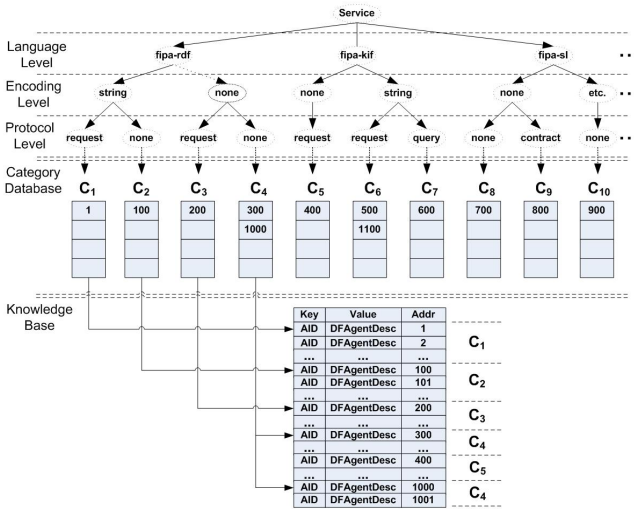 Service
Language
Level
fipa-rdf fipa-kif fipa-sl ..
Encoding
Level
string none none string none etc. ..
Protocol
Level
request none request none request request query none contract none ..
Category
Database
C1 C2 C3 C4 C5 C6 C7 C8 C9 C10
1 100 200 300 400 500 600 700 800 900
1000 1100
Knowledge
Base
Key Value Addr
AID DFAgentDesc 1
AID DFAgentDesc 2
... ... ...
C1
AID DFAgentDesc 100
AID DFAgentDesc 101
... ... ...
C2
AID DFAgentDesc 200
... ... ...
C3
AID DFAgentDesc 300
... ... ...
C4
AID DFAgentDesc 400
... ... ...
C5
AID DFAgentDesc 1000
AID DFAgentDesc 1001
C4